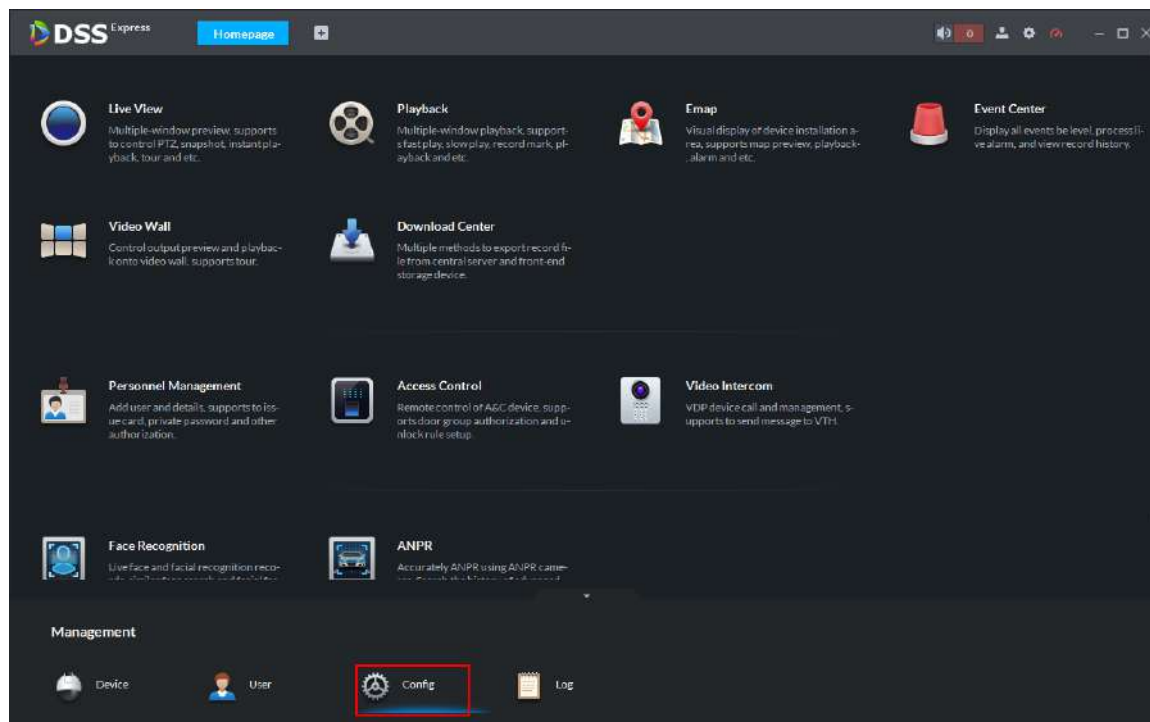 DSS Express
Homepage
0
Live View
Multiple-window preview, supports
to control PTZ, snapshot, instant pla-
yback, tour and etc.
Playback
Multiple-window playback, support-
s fast play, slow play, record mark, pl-
ayback and etc.
Emap
Visual display of device installation a-
rea, supports map preview, playback-
, alarm and etc.
Event Center
Display all events be level, process li-
ve alarm, and view record history.
Video Wall
Control output preview and playbac-
k onto video wall, supports tour.
Download Center
Multiple methods to export record fi-
le from central server and front-end
storage device.
Personnel Management
Add user and details, supports to iss-
ue card, private password and other
authorization.
Access Control
Remote control of A&C device, supp-
orts door group authorization and u-
nlock rule setup.
Video Intercom
VDP device call and management, s-
upports to send message to VTH.
Face Recognition
Live face and facial recognition reco-
ANPR
Accurately ANPR using ANPR came-
Management
Device
User
Config
Log